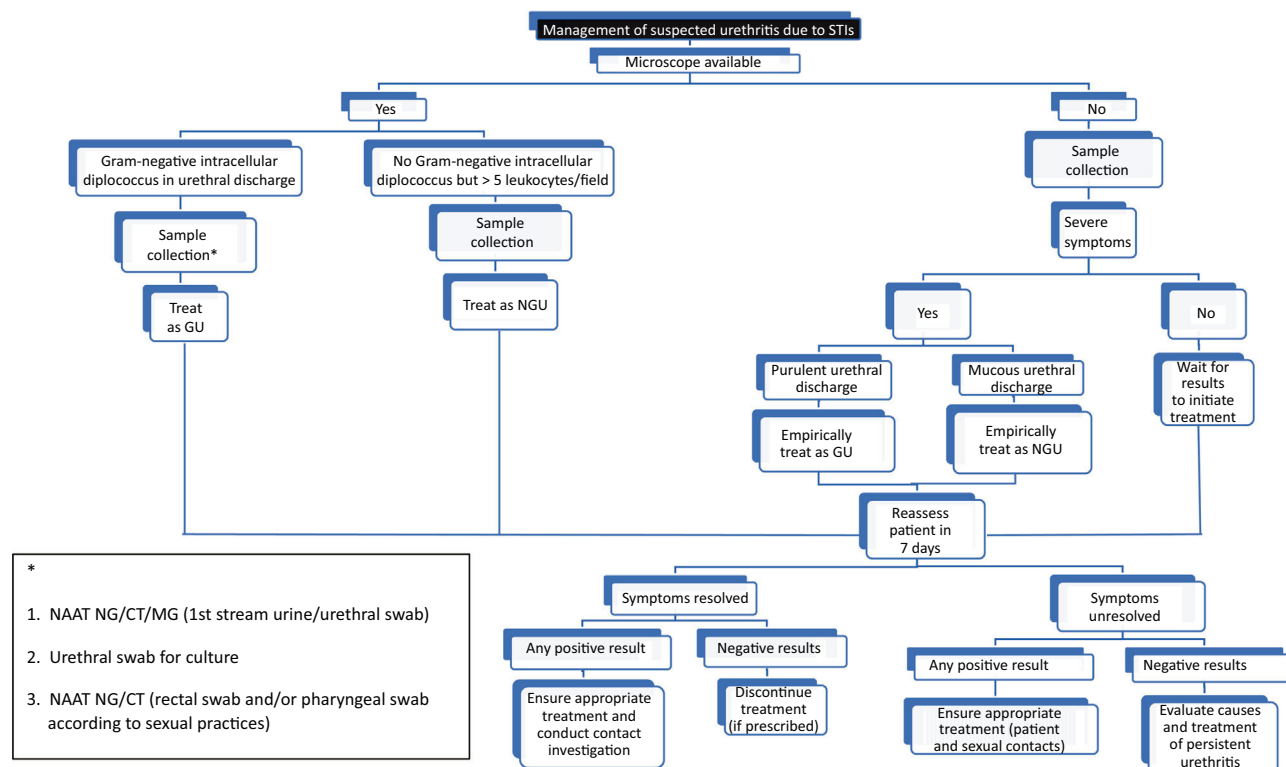 Management of suspected urethritis due to STIs
Microscope available
Yes
No
Gram-negative intracellular
diplococcus in urethral discharge
No Gram-negative intracellular
diplococcus but > 5 leukocytes/field
Sample
collection
Sample
collection*
Sample
collection
Severe
symptoms
Treat
as GU
Treat as NGU
Yes
No
Purulent urethral
discharge
Mucous urethral
discharge
Wait for
results
to initiate
treatment
Empirically
treat as GU
Empirically
treat as NGU
Reassess
patient in
7 days
Symptoms resolved
Symptoms
unresolved
Any positive result
Negative results
Any positive result
Negative results
Ensure appropriate
treatment and
conduct contact
investigation
Discontinue
treatment
(if prescribed)
Ensure appropriate
treatment (patient
and sexual contacts)
Evaluate causes
and treatment
of persistent
urethritis
*
1. NAAT NG/CT/MG (1st stream urine/urethral swab)
2. Urethral swab for culture
3. NAAT NG/CT (rectal swab and/or pharyngeal swab
according to sexual practices)